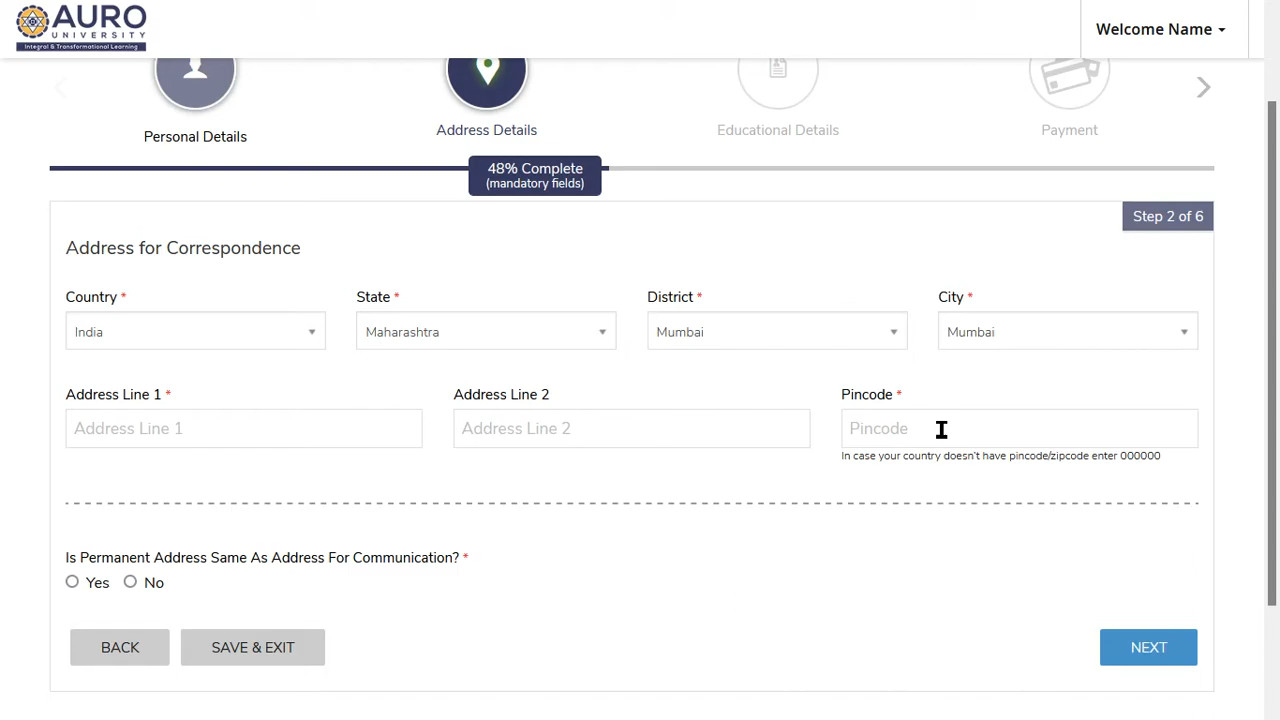 AURO
UNIVERSITY
Integral & Transformational Learning
Welcome Name
Personal Details
Address Details
Educational Details
Payment
48% Complete
(mandatory fields)
Step 2 of 6
Address for Correspondence
Country *
State *
District *
City *
India
Maharashtra
Mumbai
Mumbai
Address Line 1 *
Address Line 2
Pincode *
Address Line 1
Address Line 2
Pincode
In case your country doesn't have pincode/zipcode enter 000000
Is Permanent Address Same As Address For Communication? *
Yes
No
BACK
SAVE & EXIT
NEXT